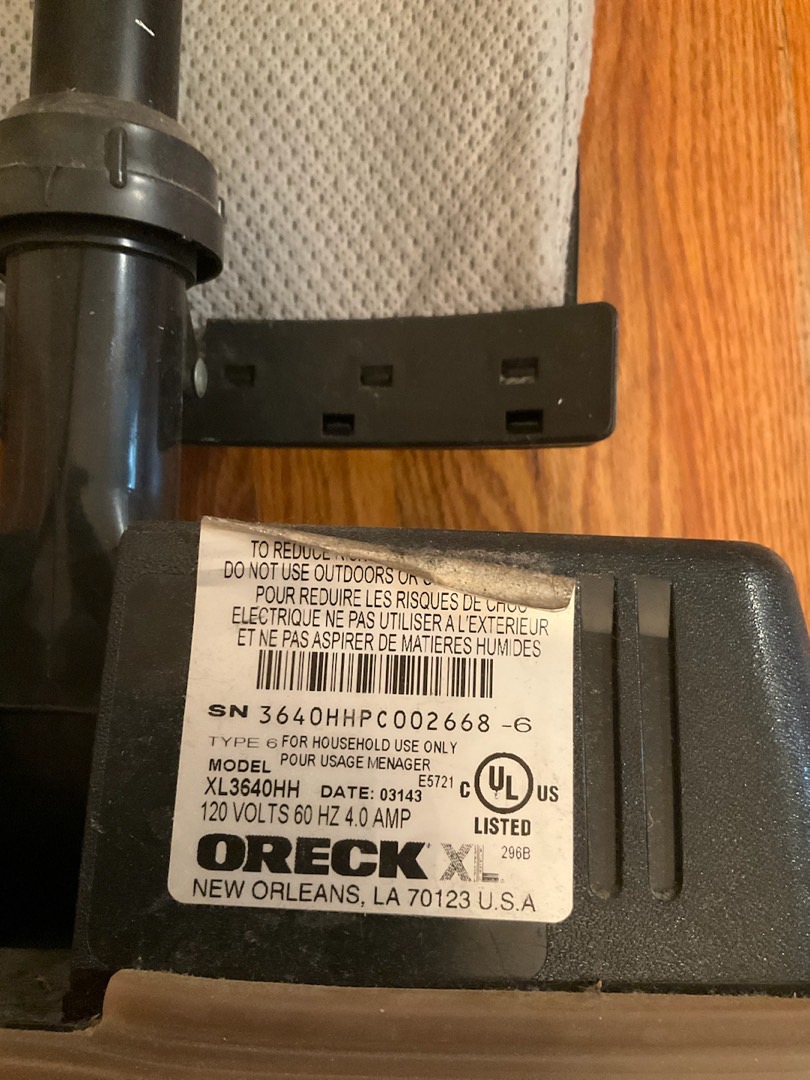 TO REDUCE
DO NOT USE OUTDOORS OR
POUR REDUIRE LES RISQUES DE CHOC
ELECTRIQUE NE PAS UTILISER A L'EXTERIEUR
ET NE PAS ASPIRER DE MATIERES HUMIDES
SN 3640HHPC002668 -6
TYPE 6 FOR HOUSEHOLD USE ONLY
POUR USAGE MENAGER
MODEL
XL3640HH DATE: 03143 E5721
120 VOLTS 60 HZ 4.0 AMP
C UL US
LISTED
296B
ORECK XL
NEW ORLEANS, LA 70123 U.S.A